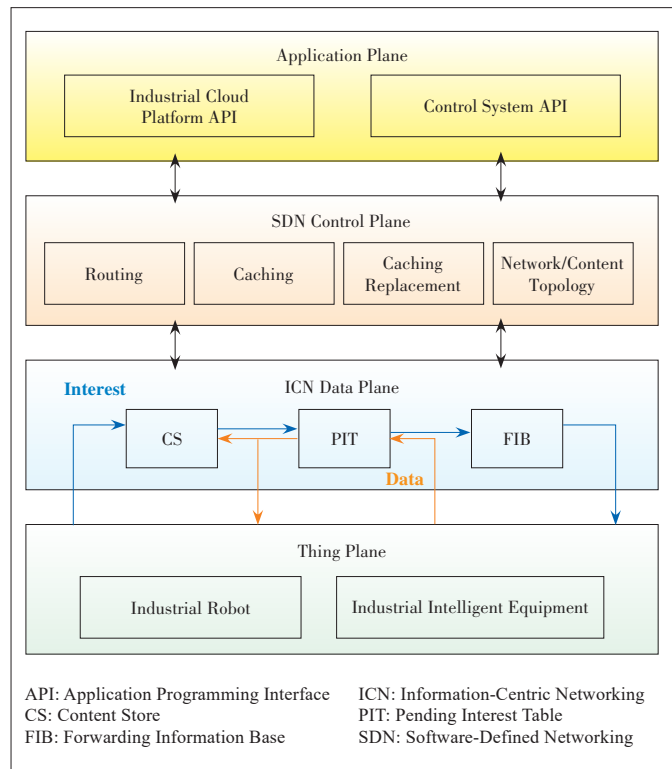 Application Plane
Industrial Cloud
Platform API
Control System API
SDN Control Plane
Routing
Caching
Caching
Replacement
Network/Content
Topology
Interest
ICN Data Plane
CS
PIT
FIB
Data
Thing Plane
Industrial Robot
Industrial Intelligent Equipment
API: Application Programming Interface
CS: Content Store
FIB: Forwarding Information Base
ICN: Information-Centric Networking
PIT: Pending Interest Table
SDN: Software-Defined Networking